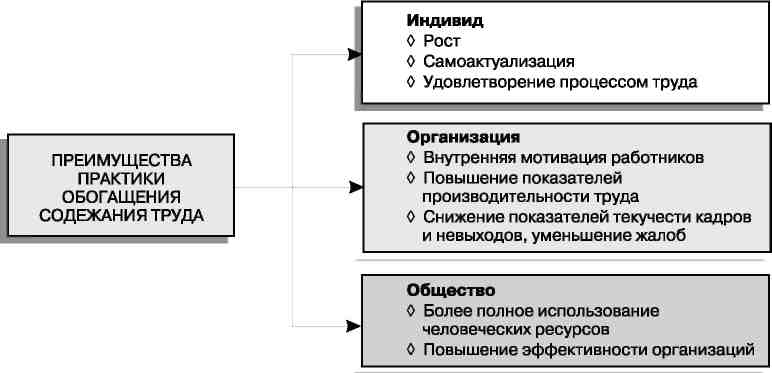 ПРЕИМУЩЕСТВА
ПРАКТИКИ
ОБОГАЩЕНИЯ
СОДЕЖАНИЯ ТРУДА
Индивид
◊ Рост
◊ Самоактуализация
◊ Удовлетворение процессом труда
Организация
◊ Внутренняя мотивация работников
◊ Повышение показателей
производительности труда
◊ Снижение показателей текучести кадров
и невыходов, уменьшение жалоб
Общество
◊ Более полное использование
человеческих ресурсов
◊ Повышение эффективности организаций